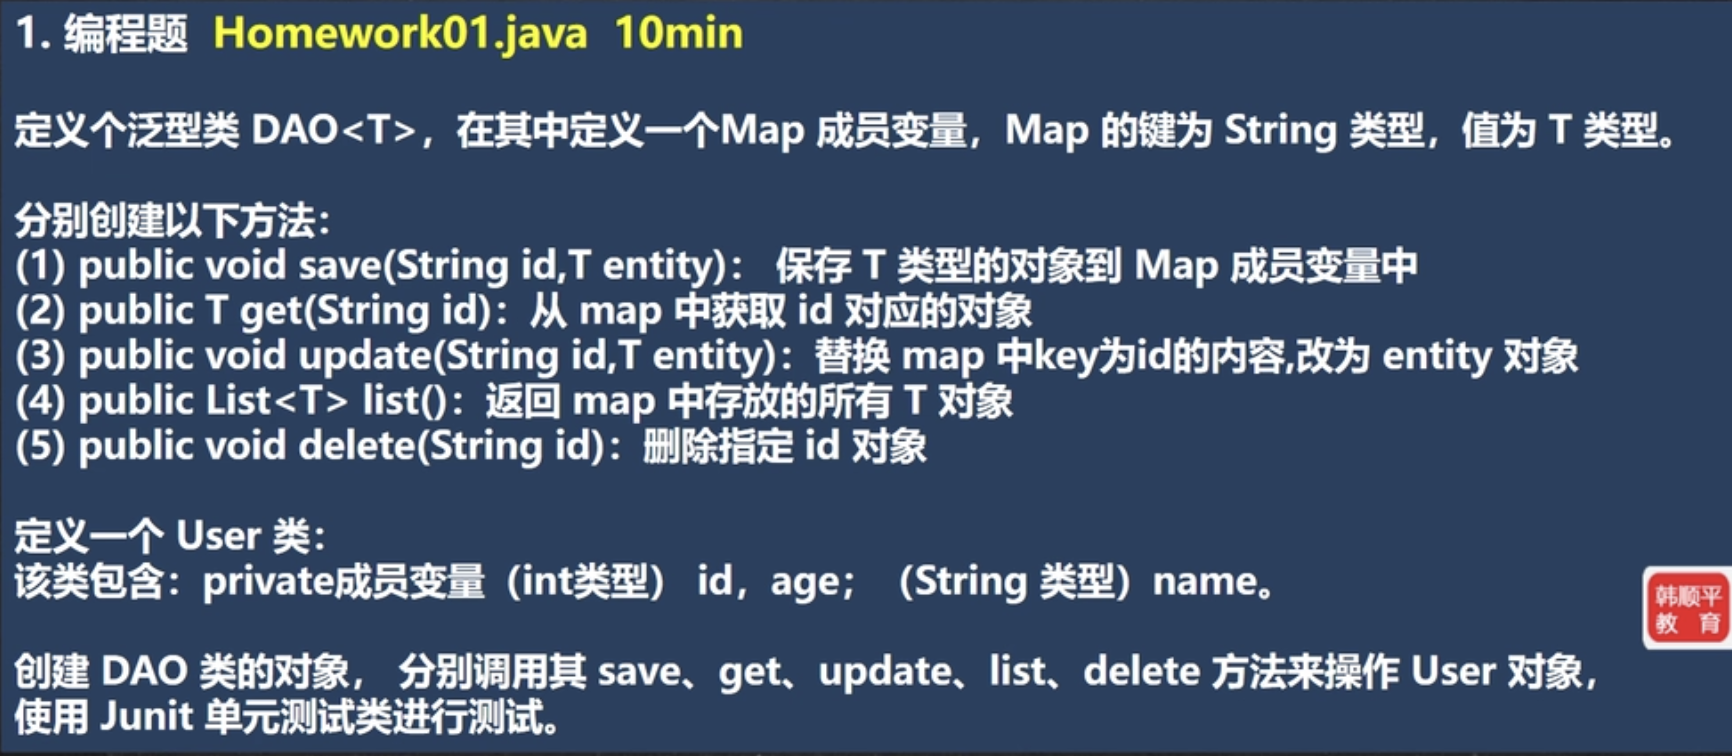 1. 编程题 Homework01.java 10min
定义个泛型类 DAO<T>，在其中定义一个Map 成员变量，Map 的键为 String 类型，值为 T 类型。
分别创建以下方法：
(1) public void save(String id,T entity)： 保存 T 类型的对象到 Map 成员变量中
(2) public T get(String id)：从 map 中获取 id 对应的对象
(3) public void update(String id,T entity)：替换 map 中key为id的内容,改为 entity 对象
(4) public List<T> list()：返回 map 中存放的所有 T 对象
(5) public void delete(String id)：删除指定 id 对象
定义一个 User 类：
该类包含：private成员变量（int类型） id，age；（String 类型）name。
韩顺平
教 育
创建 DAO 类的对象， 分别调用其 save、get、update、list、delete 方法来操作 User 对象，
使用 Junit 单元测试类进行测试。